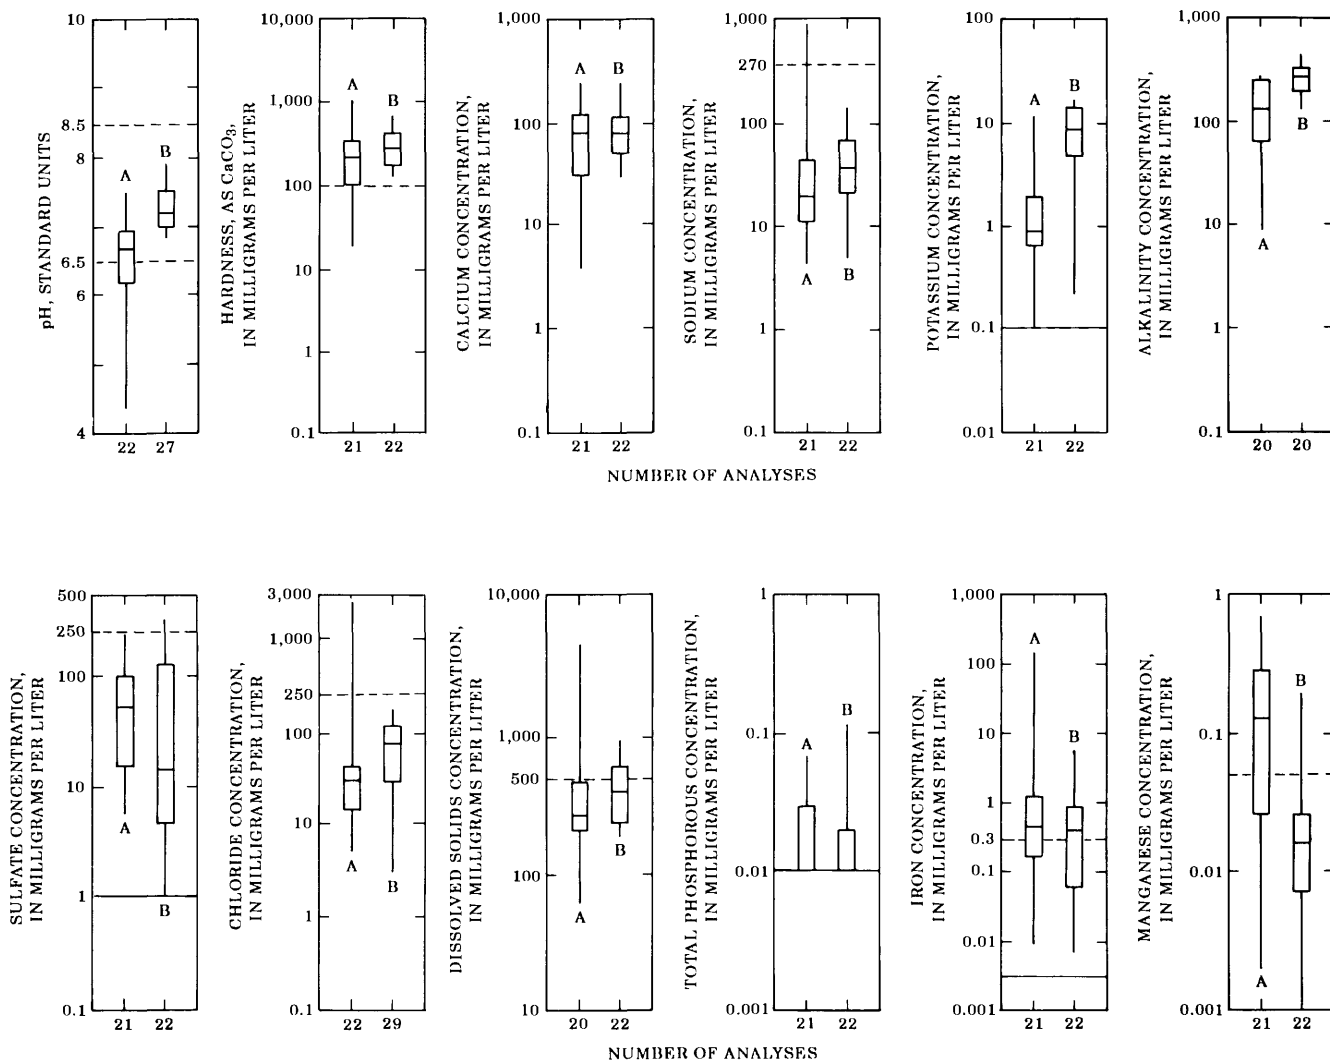 pH, STANDARD UNITS
10
8.5
8
6.5
6
4
A
B
22 27
HARDNESS, AS CaCO3,
IN MILLIGRAMS PER LITER
10,000
1,000
100
10
1
0.1
A
B
21 22
CALCIUM CONCENTRATION,
IN MILLIGRAMS PER LITER
1,000
100
10
1
0.1
A B
21 22
SODIUM CONCENTRATION,
IN MILLIGRAMS PER LITER
1,000
270
100
10
1
0.1
A
B
21 22
POTASSIUM CONCENTRATION,
IN MILLIGRAMS PER LITER
100
10
1
0.1
0.01
A
B
21 22
ALKALINITY CONCENTRATION,
IN MILLIGRAMS PER LITER
1,000
100
10
1
0.1
A
B
20 20
NUMBER OF ANALYSES
SULFATE CONCENTRATION,
IN MILLIGRAMS PER LITER
500
250
100
10
1
0.1
A
B
21 22
CHLORIDE CONCENTRATION,
IN MILLIGRAMS PER LITER
3,000
1,000
250
100
10
1
0.1
A
B
22 29
DISSOLVED SOLIDS CONCENTRATION,
IN MILLIGRAMS PER LITER
10,000
1,000
500
100
10
A
B
20 22
TOTAL PHOSPHOROUS CONCENTRATION,
IN MILLIGRAMS PER LITER
1
0.1
0.01
0.001
A
B
21 22
IRON CONCENTRATION,
IN MILLIGRAMS PER LITER
1,000
100
10
1
0.3
0.1
0.01
0.001
A
B
21 22
MANGANESE CONCENTRATION,
IN MILLIGRAMS PER LITER
1
0.1
0.01
0.001
A
B
21 22
NUMBER OF ANALYSES